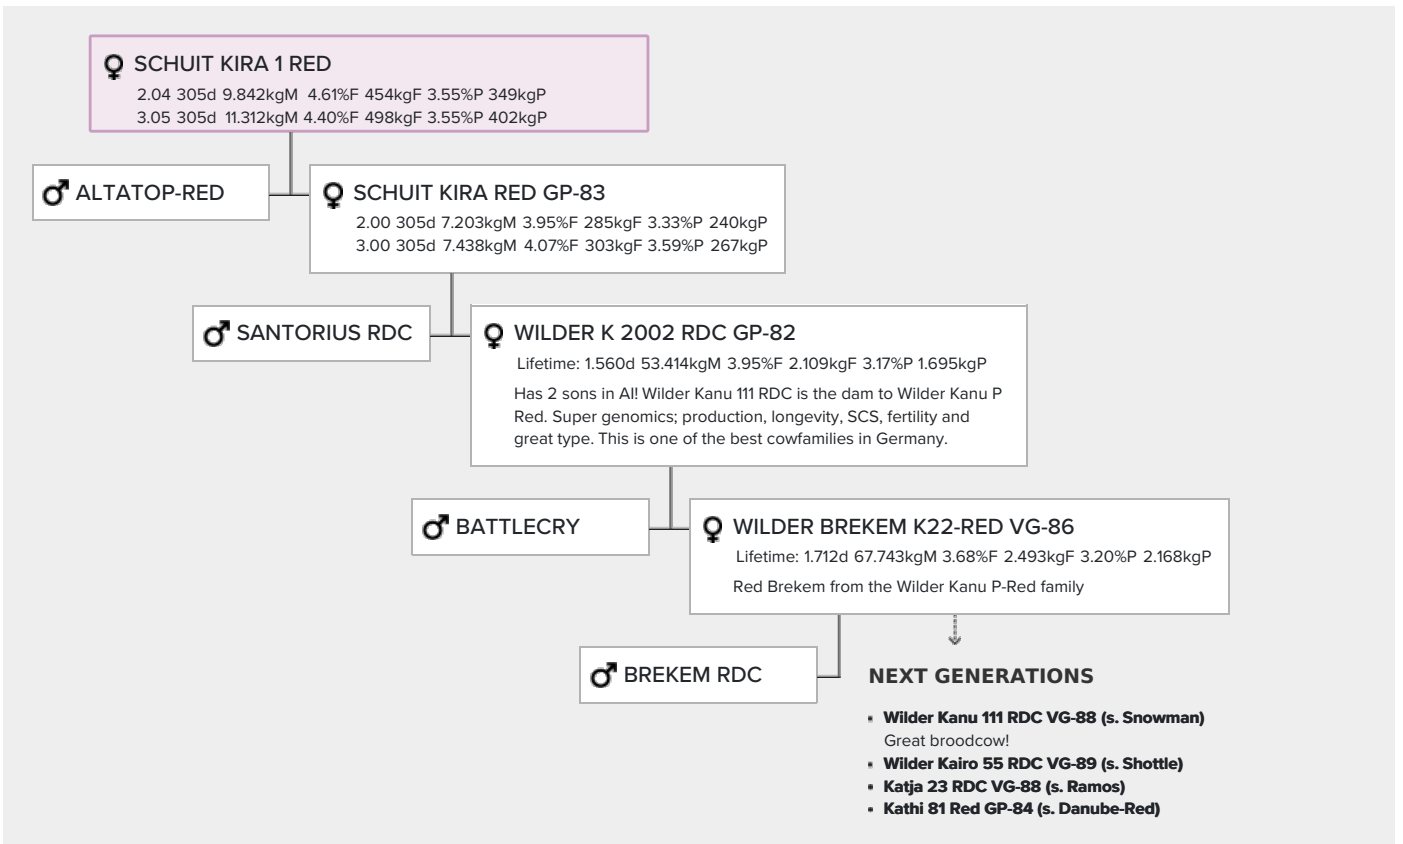 SCHUIT KIRA 1 RED
2.04 305d 9.842kgM 4.61%F 454kgF 3.55%P 349kgP
3.05 305d 11.312kgM 4.40%F 498kgF 3.55%P 402kgP
ALTATOP-RED
SCHUIT KIRA RED GP-83
2.00 305d 7.203kgM 3.95%F 285kgF 3.33%P 240kgP
3.00 305d 7.438kgM 4.07%F 303kgF 3.59%P 267kgP
SANTORIUS RDC
WILDER K 2002 RDC GP-82
Lifetime: 1.560d 53.414kgM 3.95%F 2.109kgF 3.17%P 1.695kgP
Has 2 sons in AI! Wilder Kanu 111 RDC is the dam to Wilder Kanu P
Red. Super genomics; production, longevity, SCS, fertility and
great type. This is one of the best cowfamilies in Germany.
BATTLECRY
WILDER BREKEM K22-RED VG-86
Lifetime: 1.712d 67.743kgM 3.68%F 2.493kgF 3.20%P 2.168kgP
Red Brekem from the Wilder Kanu P-Red family
BREKEM RDC
NEXT GENERATIONS
• Wilder Kanu 111 RDC VG-88 (s. Snowman)
Great broodcow!
• Wilder Kairo 55 RDC VG-89 (s. Shottle)
• Katja 23 RDC VG-88 (s. Ramos)
• Kathi 81 Red GP-84 (s. Danube-Red)